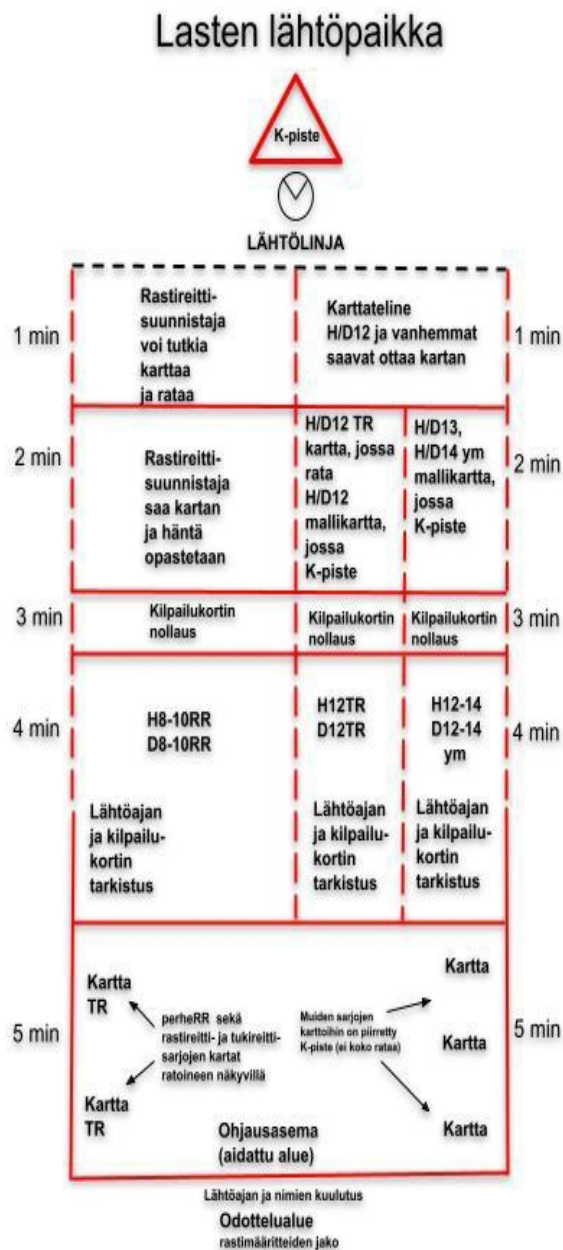 Lasten lähtöpaikka
K-piste
LÄHTÖLINJA
1 min
Rastireitti-
suunnistaja
voi tutkia
karttaa
ja rataa
Karttateline
H/D12 ja vanhemmat
saavat ottaa kartan
1 min
2 min
Rastireitti-
suunnistaja
saa kartan
ja häntä
opastetaan
H/D12 TR
kartta, jossa
rata
H/D12
mallikartta,
jossa
K-piste
H/D13,
H/D14 ym
mallikartta,
jossa
K-piste
2 min
3 min
Kilpailukortin
nollaus
Kilpailukortin
nollaus
Kilpailukortin
nollaus
3 min
4 min
H8-10RR
D8-10RR
Lähtöajan
ja kilpailu-
kortin
tarkistus
H12TR
D12TR
Lähtöajan
ja kilpailu-
kortin
tarkistus
H12-14
D12-14
ym
Lähtöajan
ja kilpailu-
kortin
tarkistus
4 min
5 min
Kartta
TR
Kartta
TR
perheRR sekä
rastireitti- ja tukireitti-
sarjojen kartat
ratoineen näkyvillä
Muiden sarjojen
karttoihin on piirretty
K-piste (ei koko rataa)
Kartta
Kartta
Kartta
5 min
Ohjausasema
(aidattu alue)
Lähtöajan ja nimien kuulutus
Odottelualue
rastimääritteiden jako